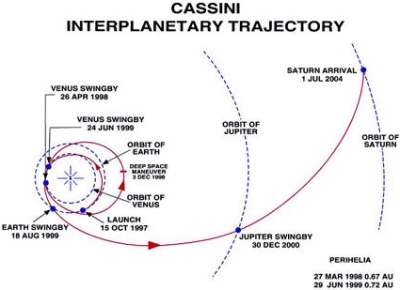 CASSINI
INTERPLANETARY TRAJECTORY
VENUS SWINGBY
26 APR 1998
VENUS SWINGBY
24 JUN 1999
ORBIT OF
EARTH
DEEP SPACE
MANEUVER
3 DEC 1998
ORBIT OF
VENUS
LAUNCH
15 OCT 1997
EARTH SWINGBY
18 AUG 1999
SATURN ARRIVAL
1 JUL 2004
ORBIT OF
JUPITER
ORBIT OF
SATURN
JUPITER SWINGBY
30 DEC 2000
PERIHELIA
27 MAR 1998 0.67 AU
29 JUN 1999 0.72 AU